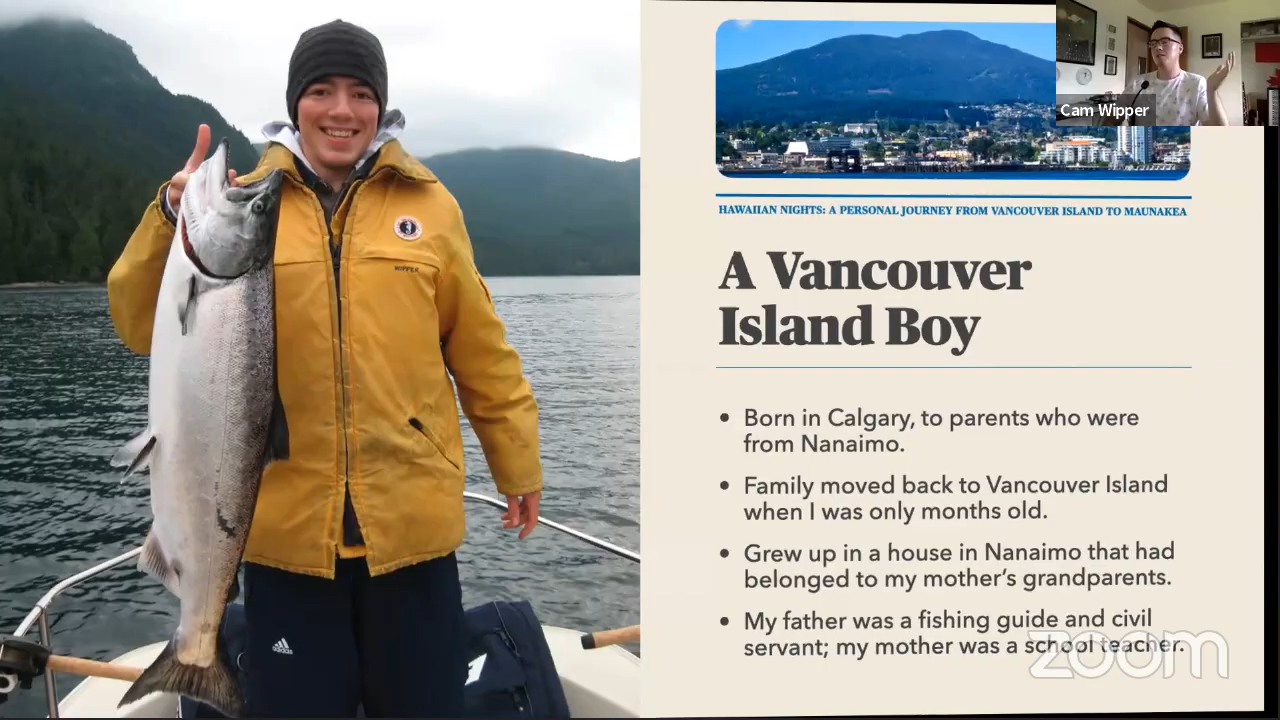 WIPPER
adidas
Cam Wipper
HAWAIIAN NIGHTS: A PERSONAL JOURNEY FROM VANCOUVER ISLAND TO MAUNAKEA
A Vancouver
Island Boy
• Born in Calgary, to parents who were
from Nanaimo.
• Family moved back to Vancouver Island
when I was only months old.
• Grew up in a house in Nanaimo that had
belonged to my mother's grandparents.
• My father was a fishing guide and civil
servant; my mother was a school teacher.
zoom